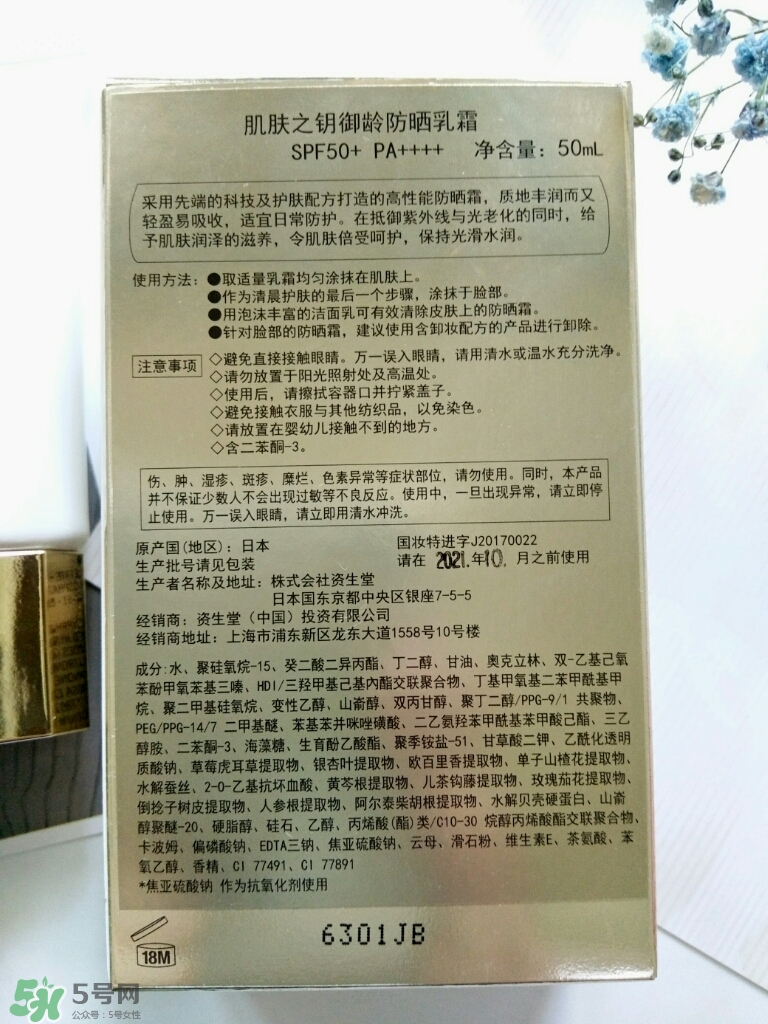 肌肤之钥御龄防晒乳霜
SPF50+ PA++++ 净含量：50mL
采用先端的科技及护肤配方打造的高性能防晒霜，质地丰润而又
轻盈易吸收，适宜日常防护。在抵御紫外线与光老化的同时，给
予肌肤润泽的滋养，令肌肤倍受呵护，保持光滑水润。
使用方法：●取适量乳霜均匀涂抹在肌肤上。
●作为清晨护肤的最后一个步骤，涂抹于脸部。
●用泡沫丰富的洁面乳可有效清除皮肤上的防晒霜。
●针对脸部的防晒霜，建议使用含卸妆配方的产品进行卸除。
注意事项 ◇避免直接接触眼睛。万一误入眼睛，请用清水或温水充分洗净。
◇请勿放置于阳光照射处及高温处。
◇使用后，请擦拭容器口并拧紧盖子。
◇避免接触衣服与其他纺织品，以免染色。
◇请放置在婴幼儿接触不到的地方。
◇含二苯酮-3。
伤、肿、湿疹、斑疹、糜烂、色素异常等症状部位，请勿使用。同时，本产品
并不保证少数人不会出现过敏等不良反应。使用中，一旦出现异常，请立即停
止使用。万一误入眼睛，请立即用清水冲洗。
原产国(地区)：日本 国妆特进字J20170022
生产批号请见包装 请在 2021.年10.月之前使用
生产者名称及地址：株式会社资生堂
日本国东京都中央区银座7-5-5
经销商：资生堂（中国）投资有限公司
经销商地址：上海市浦东新区龙东大道1558号10号楼
成分:水、聚硅氧烷-15、癸二酸二异丙酯、丁二醇、甘油、奥克立林、双-乙基己氧
苯酚甲氧苯基三嗪、HDI/三羟甲基己基内酯交联聚合物、丁基甲氧基二苯甲酰基甲
烷、聚二甲基硅氧烷、变性乙醇、山嵛醇、双丙甘醇、聚丁二醇/PPG-9/1 共聚物、
PEG/PPG-14/7 二甲基醚、苯基苯并咪唑磺酸、二乙氨羟苯甲酰基苯甲酸己酯、三乙
醇胺、二苯酮-3、海藻糖、生育酚乙酸酯、聚季铵盐-51、甘草酸二钾、乙酰化透明
质酸钠、草莓虎耳草提取物、银杏叶提取物、欧百里香提取物、单子山楂花提取物、
水解蚕丝、2-O-乙基抗坏血酸、黄芩根提取物、儿茶钩藤提取物、玫瑰茄花提取物、
倒捻子树皮提取物、人参根提取物、阿尔泰柴胡根提取物、水解贝壳硬蛋白、山嵛
醇聚醚-20、硬脂醇、硅石、乙醇、丙烯酸(酯)类/C10-30 烷醇丙烯酸酯交联聚合物、
卡波姆、偏磷酸钠、EDTA三钠、焦亚硫酸钠、云母、滑石粉、维生素E、茶氨酸、苯
氧乙醇、香精、CI 77491、CI 77891
*焦亚硫酸钠 作为抗氧化剂使用
6301JB
18M
5号网
公众号：5号女性